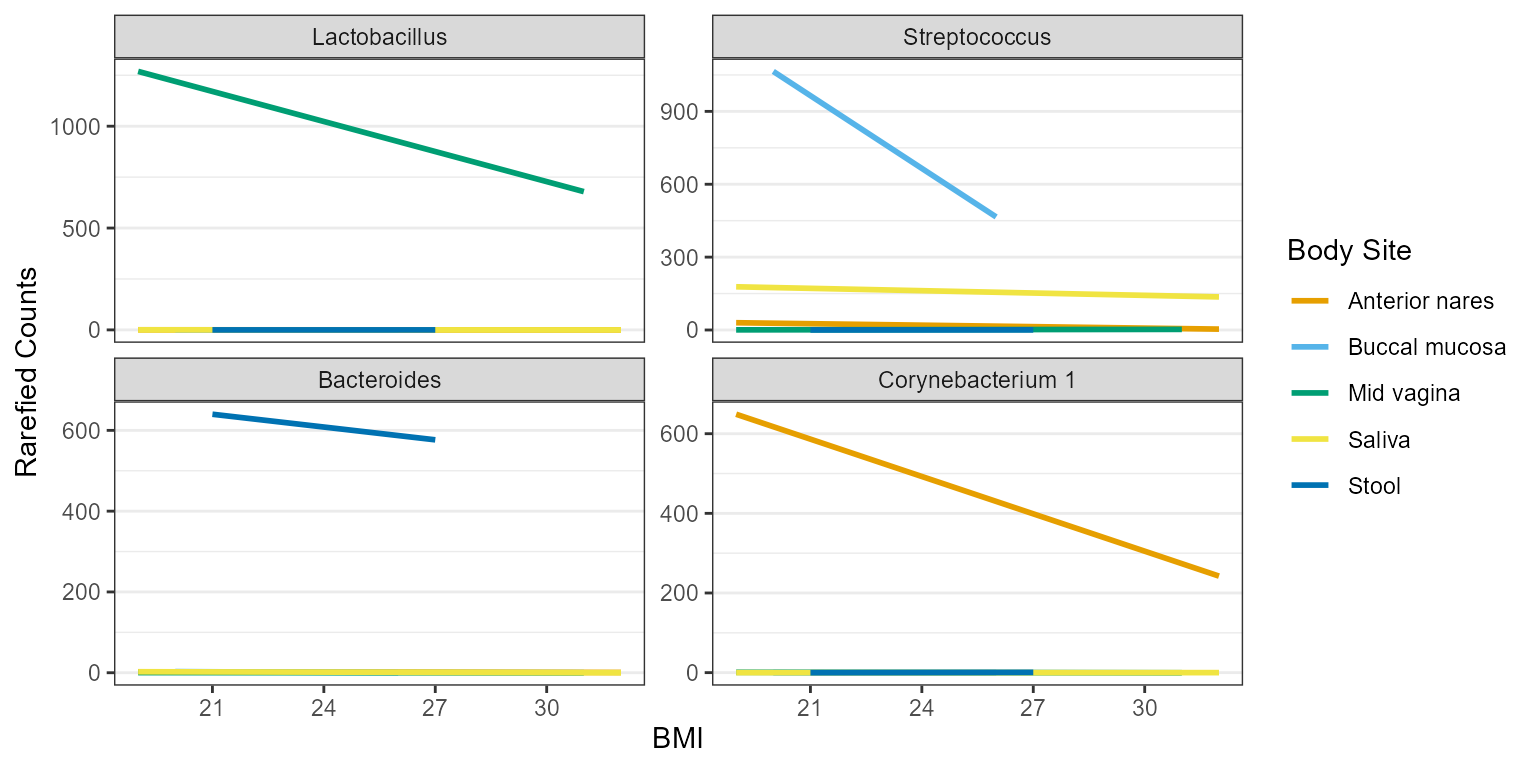 Lactobacillus
Streptococcus
1000
500
0
900
600
300
0
Bacteroides
Corynebacterium 1
600
400
200
0
600
400
200
0
21 24 27 30
21 24 27 30
BMI
Rarefied Counts
Body Site
Anterior nares
Buccal mucosa
Mid vagina
Saliva
Stool